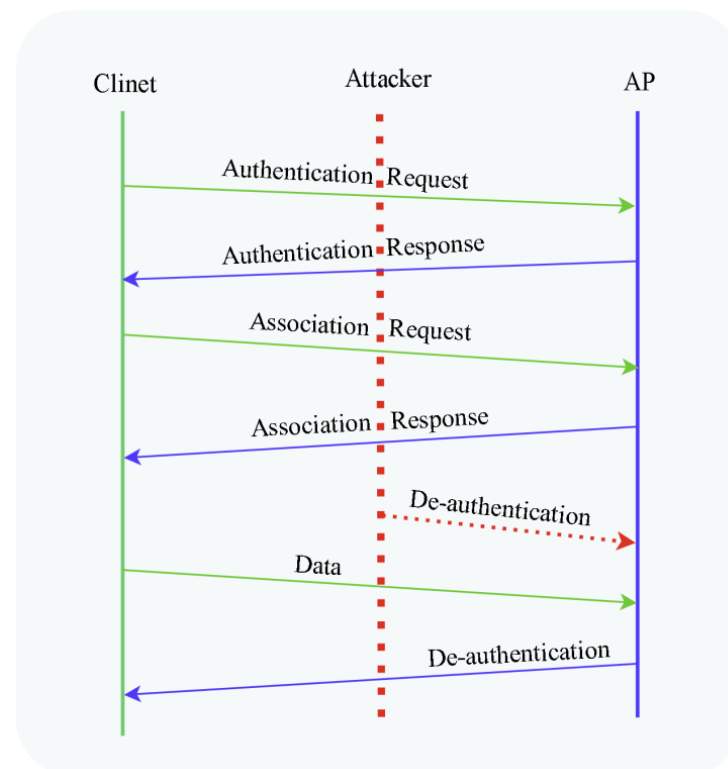 Clinet
Attacker
AP
Authentication Request
Authentication Response
Association Request
Association Response
De-authentication
Data
De-authentication